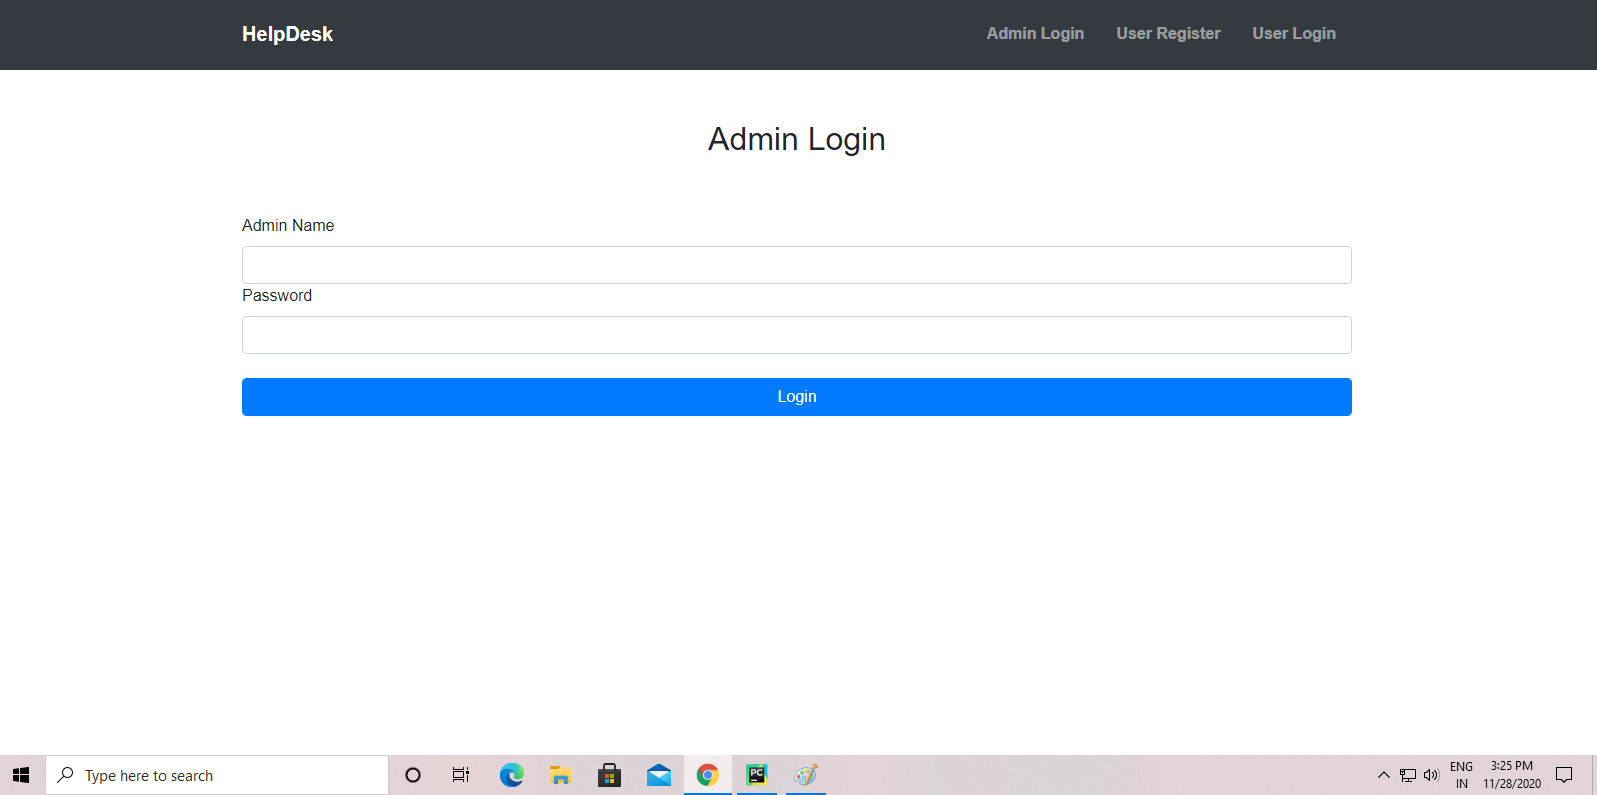 HelpDesk
Admin Login User Register User Login
Admin Login
Admin Name
Password
Login
Type here to search
PC
ENG
IN
3:25 PM
11/28/2020